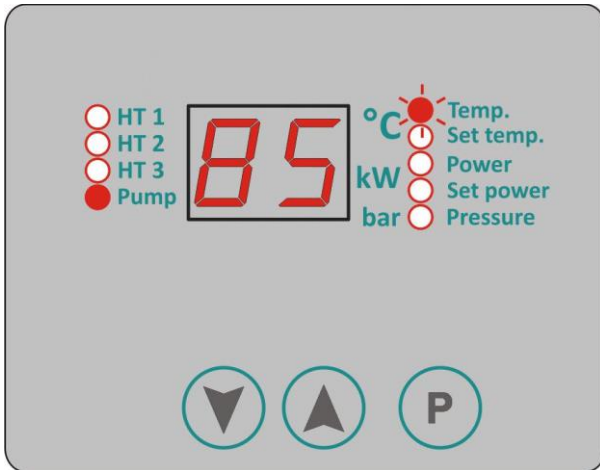 HT 1
HT 2
HT 3
Pump
85
°C
kW
bar
Temp.
Set temp.
Power
Set power
Pressure
P